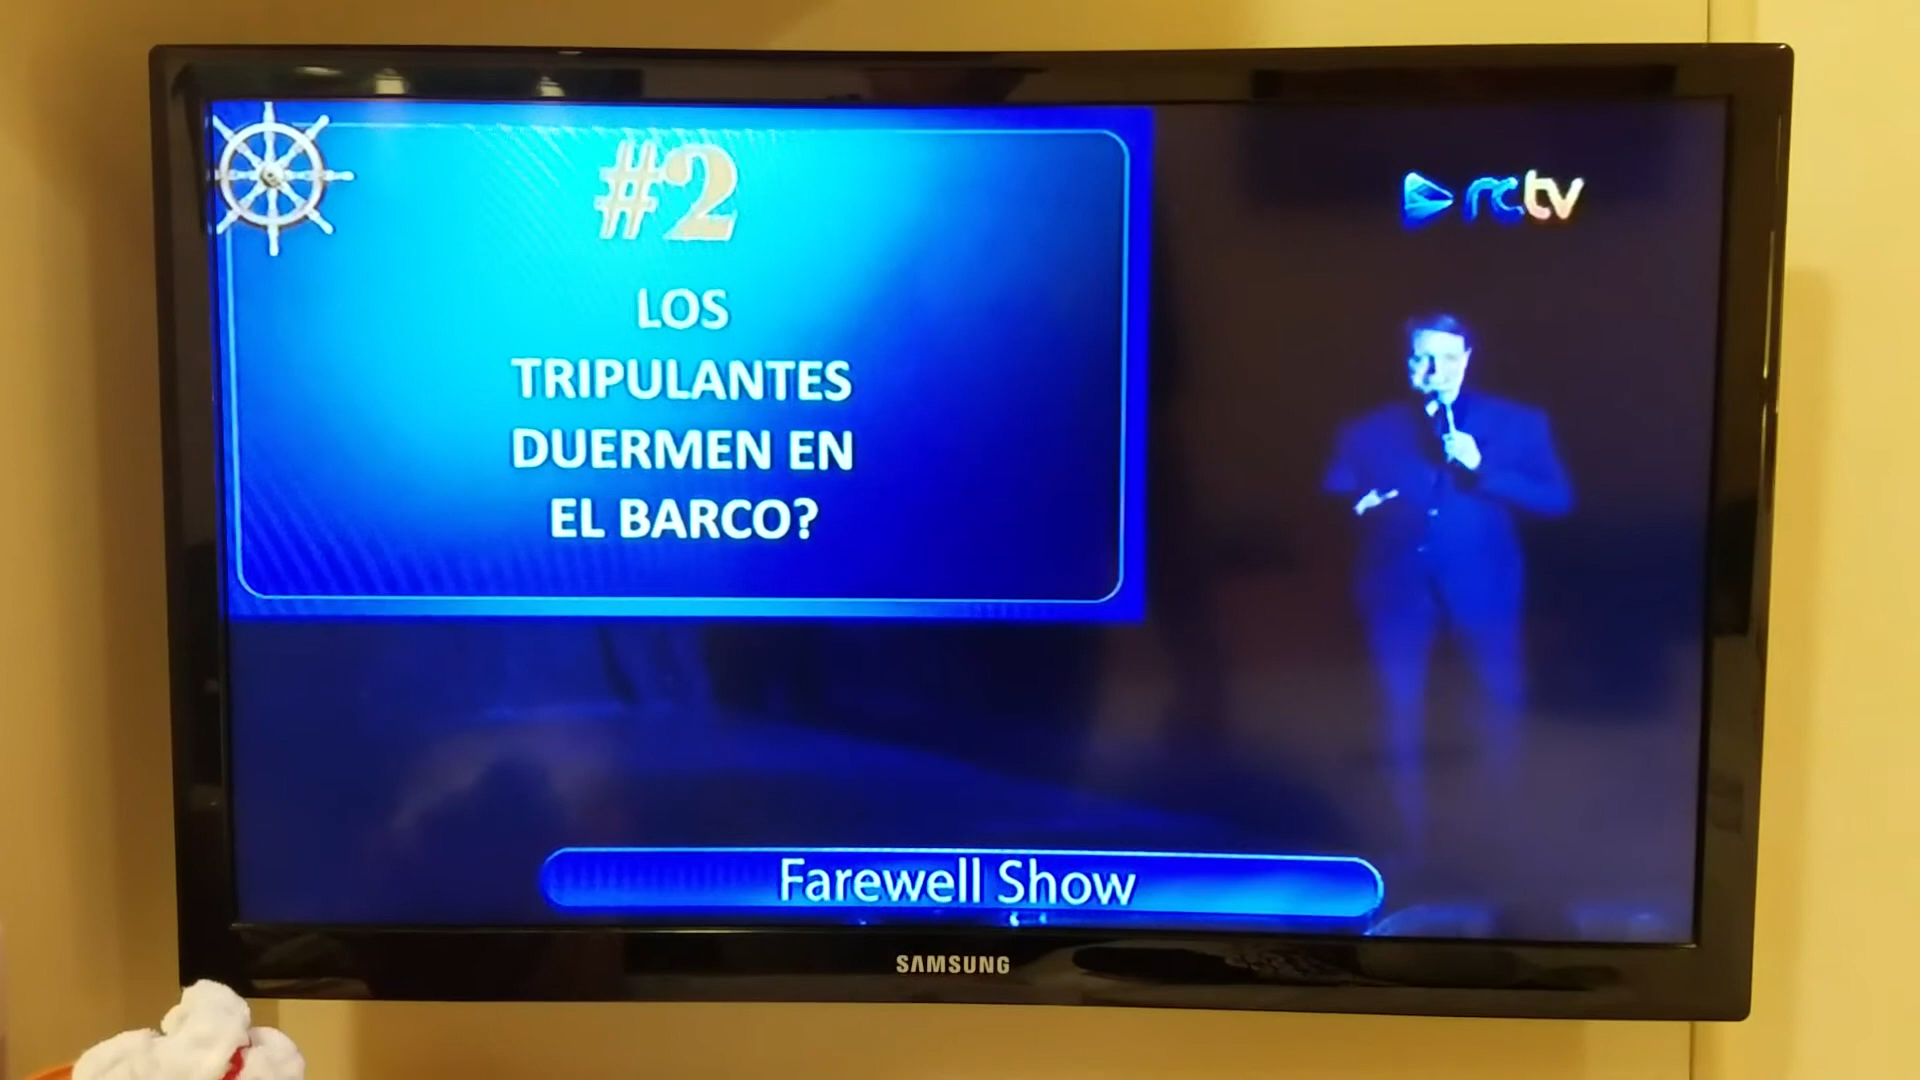 #2
LOS
TRIPULANTES
DUERMEN EN
EL BARCO?
rctv
Farewell Show
SAMSUNG